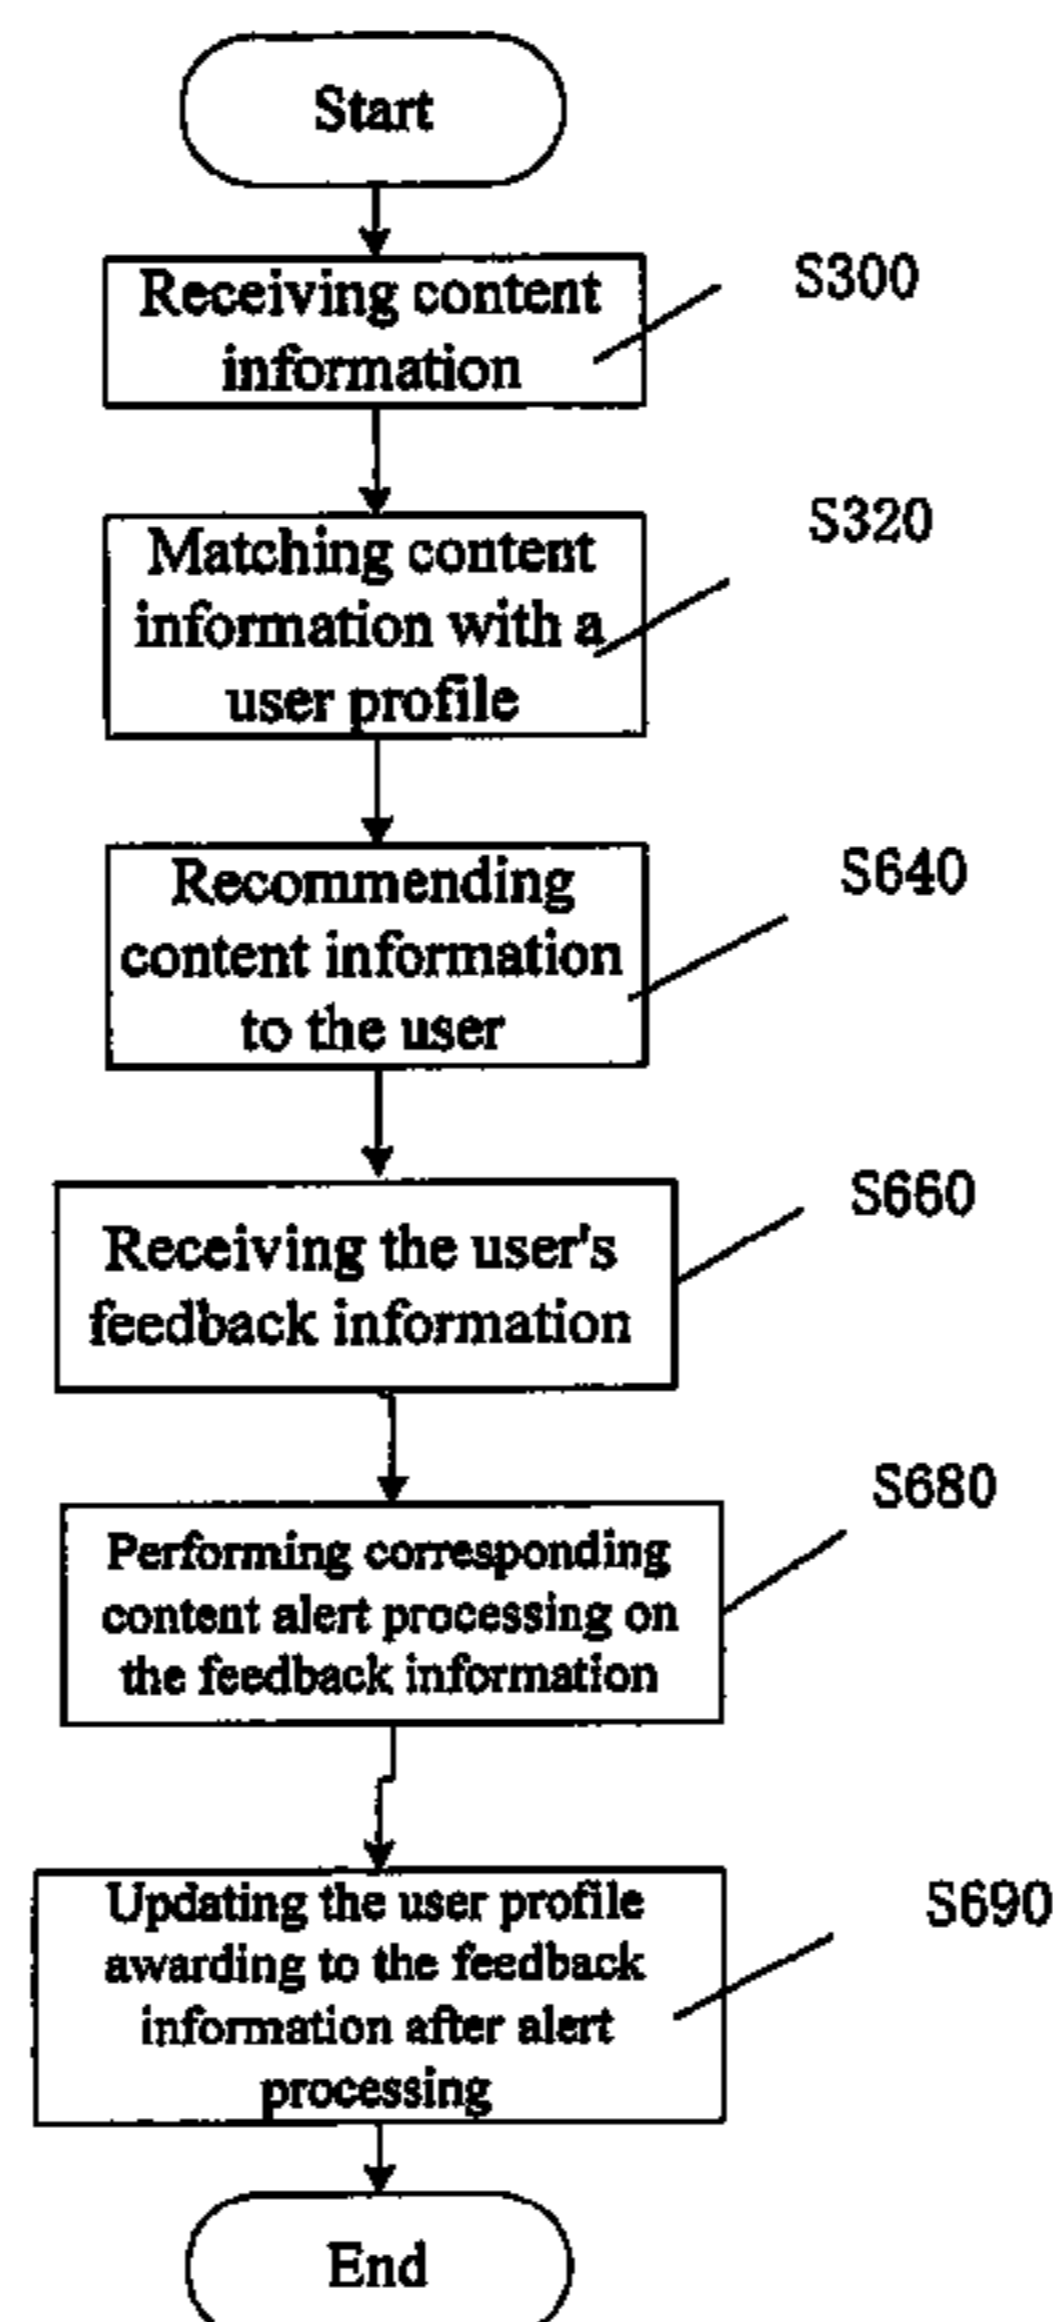 Start
Receiving content
information
S300
Matching content
information with a
user profile
S320
Recommending
content information
to the user
S640
Receiving the user's
feedback information
S660
Performing corresponding
content alert processing on
the feedback information
S680
Updating the user profile
awarding to the feedback
information after alert
processing
S690
End